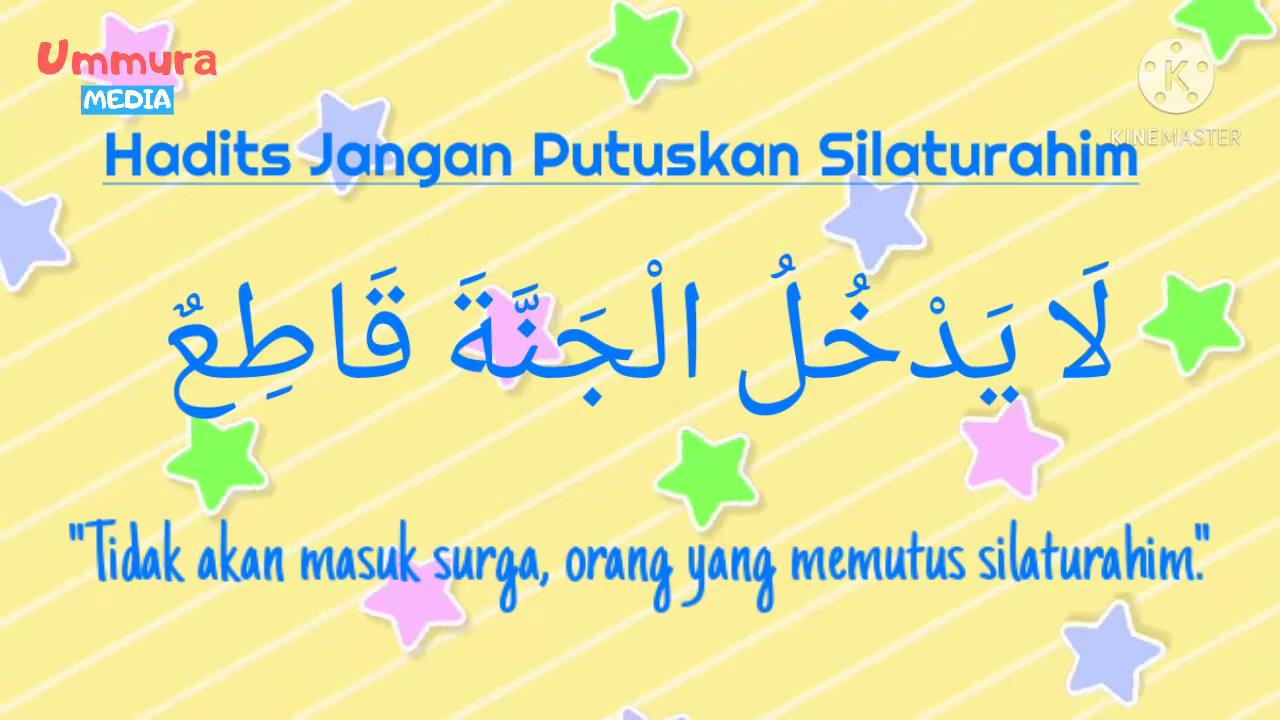 Ummura
MEDIA
KINEMASTER
Hadits Jangan Putuskan Silaturahim
لَا يَدْخُلُ الْجَنَّةَ قَاطِعٌ
"Tidak akan masuk surga, orang yang memutus silaturahim."